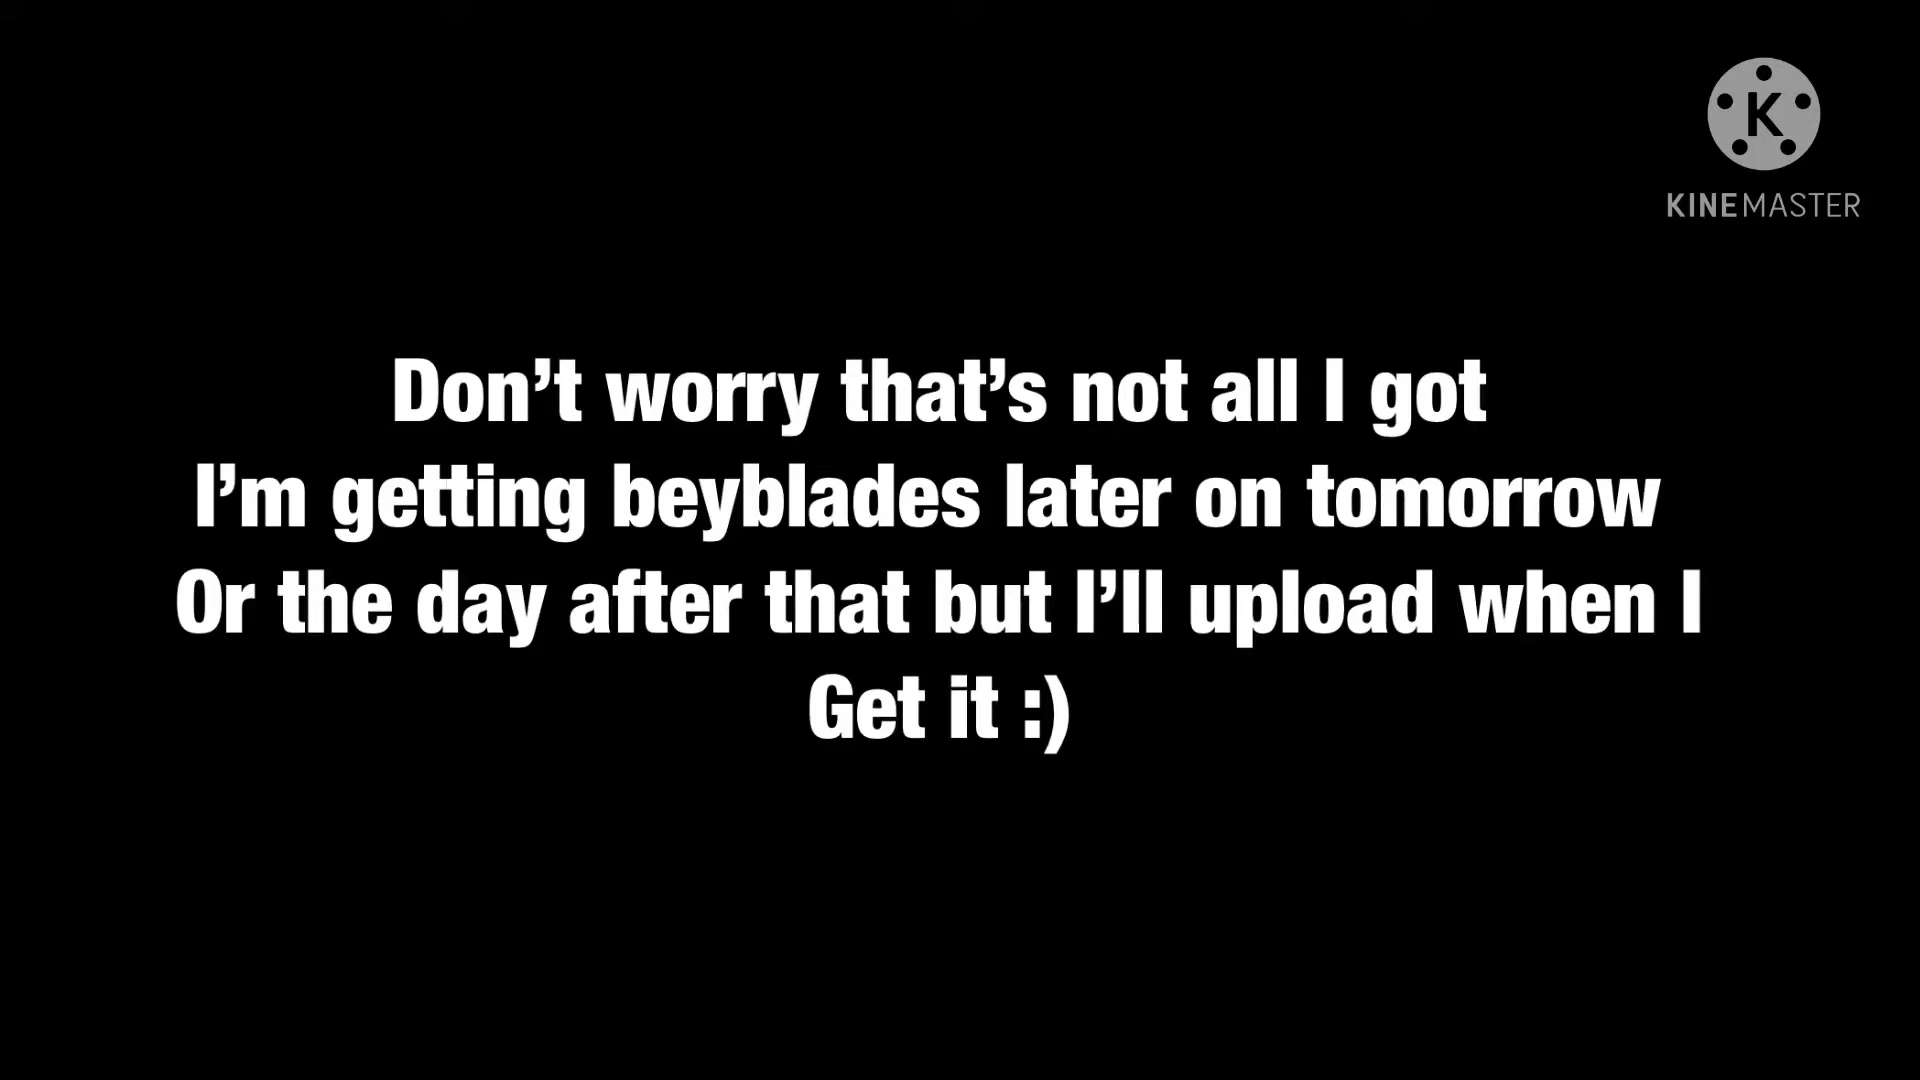 K
KINEMASTER
Don’t worry that’s not all I got
I’m getting beyblades later on tomorrow
Or the day after that but I’ll upload when I
Get it :)